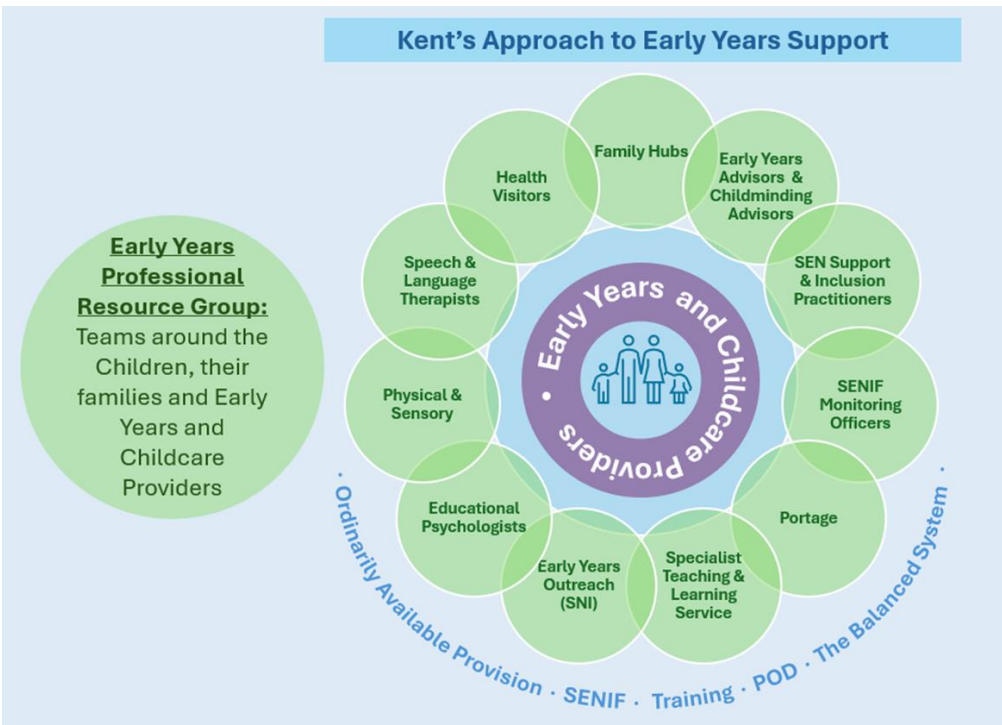 Kent's Approach to Early Years Support
Early Years
Professional
Resource Group:
Teams around the
Children, their
families and Early
Years and
Childcare
Providers
Family Hubs
Early Years
Advisors &
Childminding
Advisors
SEN Support
& Inclusion
Practitioners
SENIF
Monitoring
Officers
Portage
Specialist
Teaching &
Learning
Service
Early Years
Outreach
(SNI)
Educational
Psychologists
Physical &
Sensory
Speech &
Language
Therapists
Health
Visitors
• Early Years and Childcare Providers
· Ordinarily Available Provision · SENIF · Training · POD · The Balanced System ·